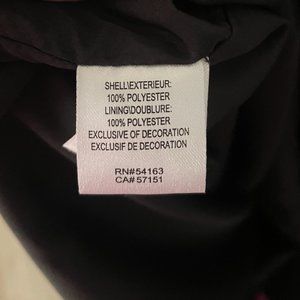 SHELL\EXTERIEUR:
100% POLYESTER
LINING\DOUBLURE:
100% POLYESTER
EXCLUSIVE OF DECORATION
EXCLUSIF DE DECORATION
RN#54163
CA#57151